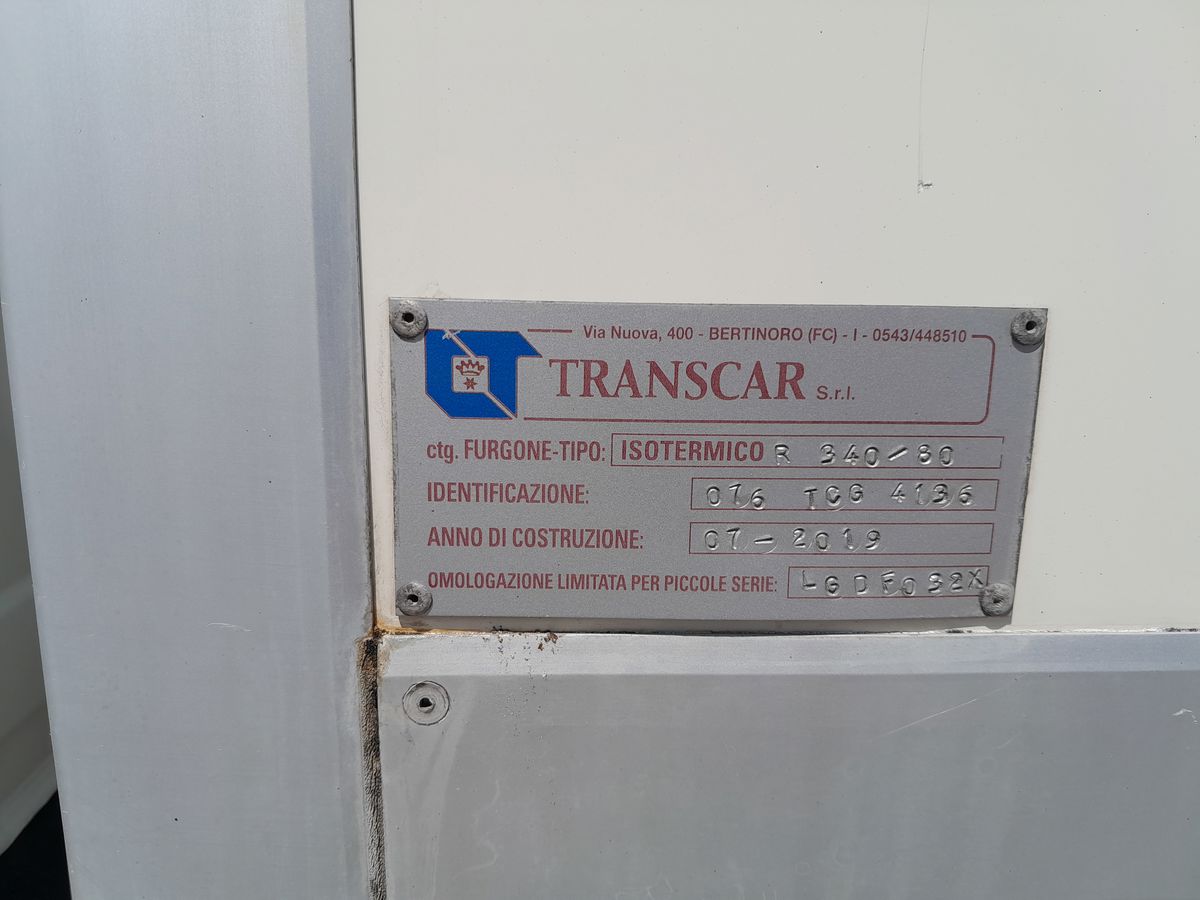 Via Nuova, 400 - BERTINORO (FC) - I - 0543/448510
TRANSCAR S.r.l.
ctg. FURGONE-TIPO: ISOTERMICO R 340/80
IDENTIFICAZIONE: 076 TCG 4136
ANNO DI COSTRUZIONE: 07-2019
OMOLOGAZIONE LIMITATA PER PICCOLE SERIE: LGDF032X